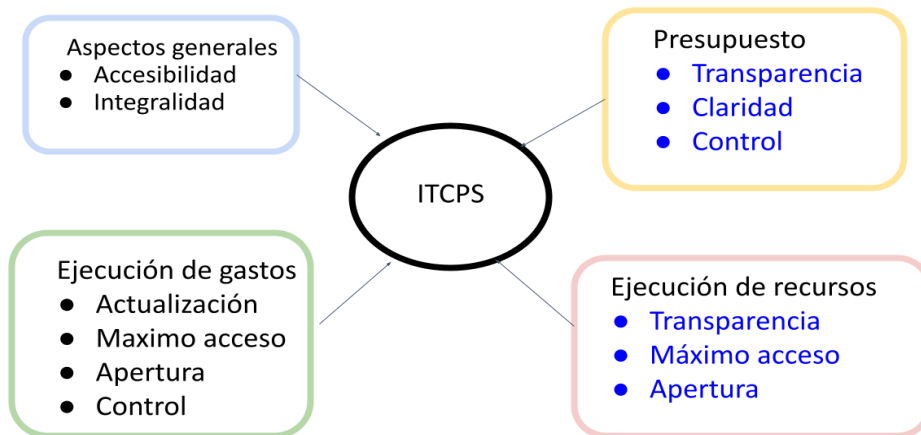 Aspectos generales
● Accesibilidad
● Integralidad
Presupuesto
● Transparencia
● Claridad
● Control
ITCPS
Ejecución de gastos
● Actualización
● Maximo acceso
● Apertura
● Control
Ejecución de recursos
● Transparencia
● Máximo acceso
● Apertura